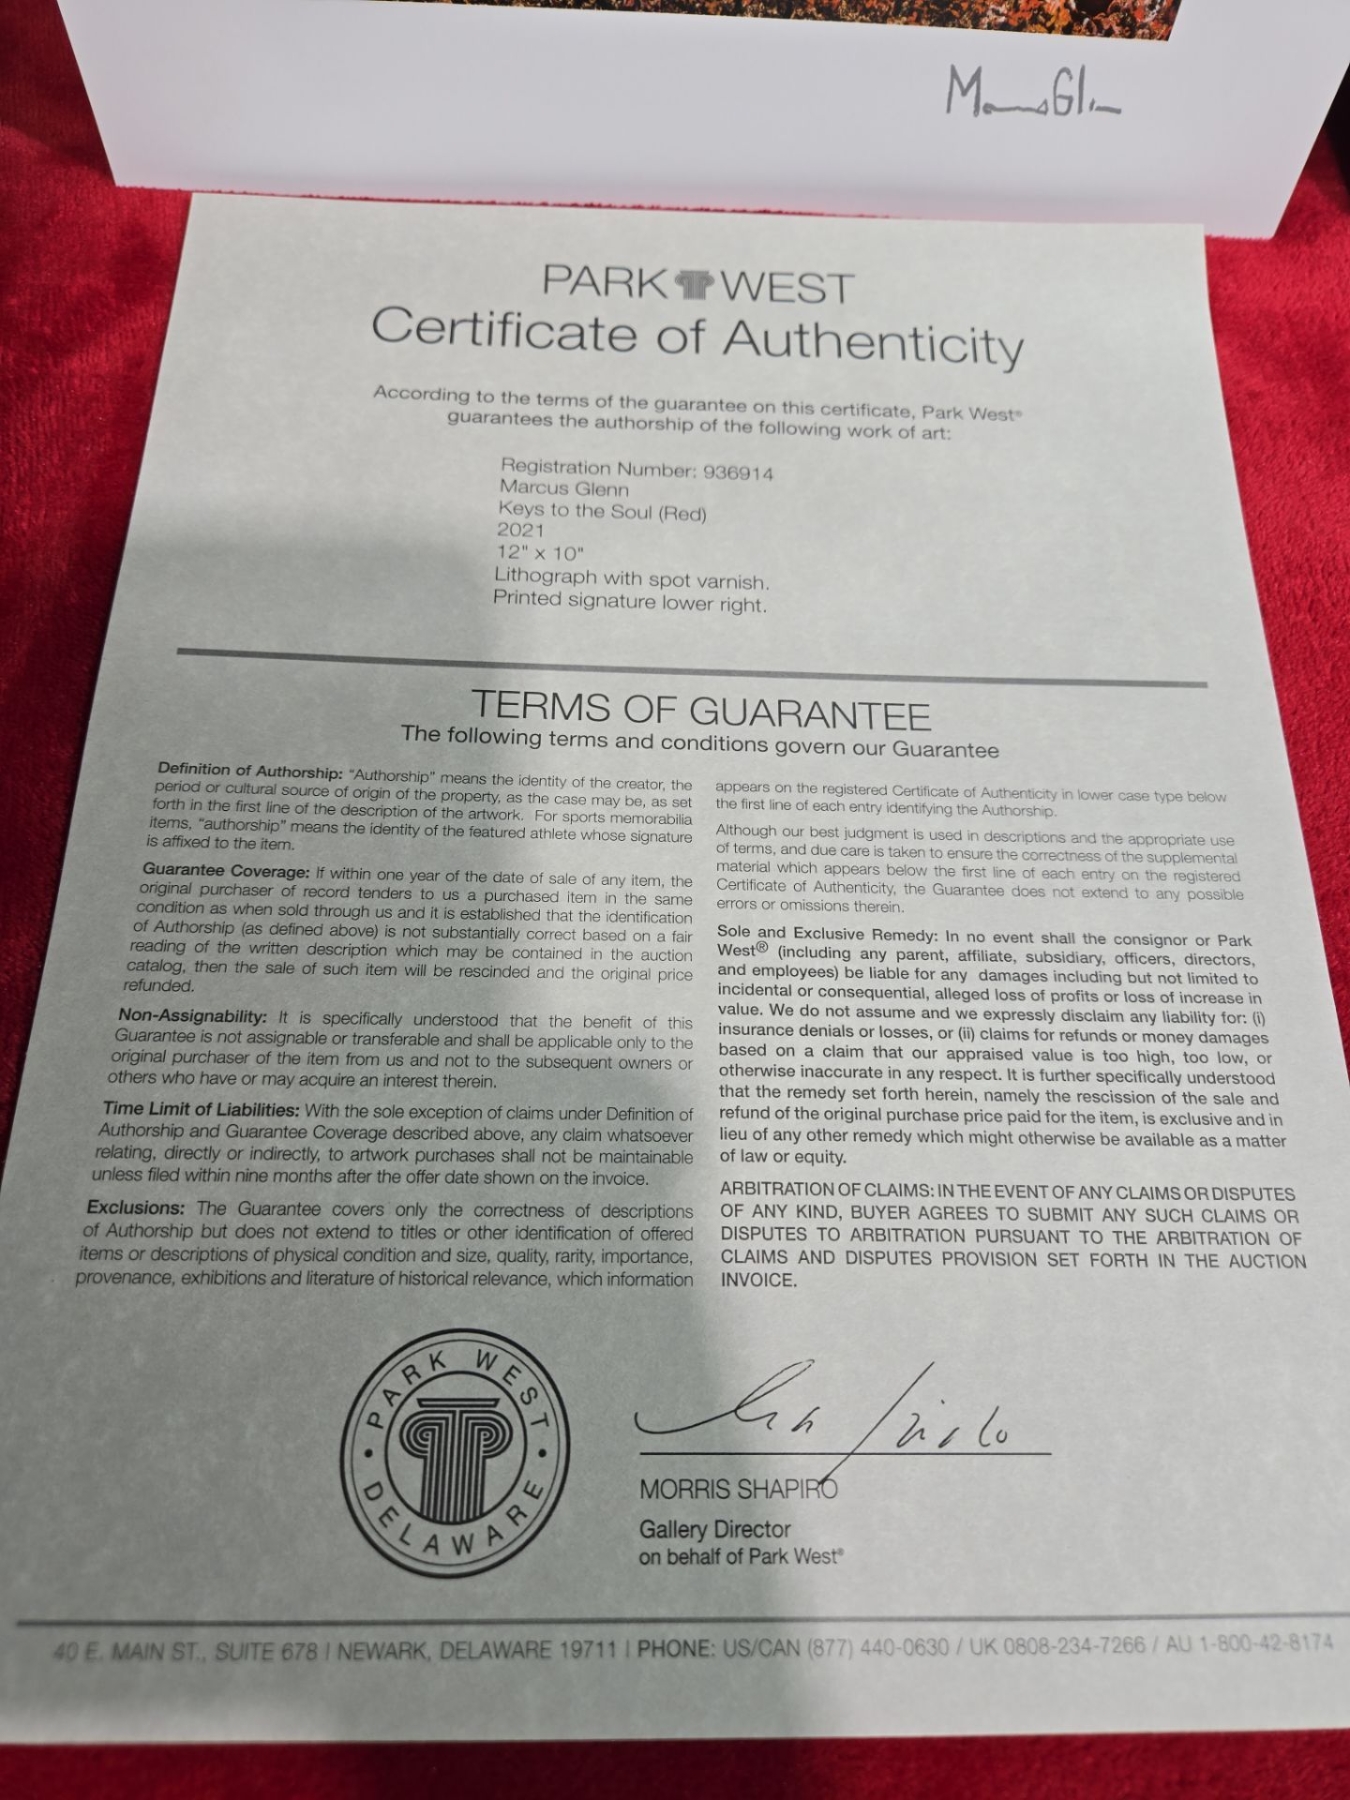 Marcus Glenn
PARK WEST
Certificate of Authenticity
According to the terms of the guarantee on this certificate, Park West®
guarantees the authorship of the following work of art:
Registration Number: 936914
Marcus Glenn
Keys to the Soul (Red)
2021
12" x 10"
Lithograph with spot varnish.
Printed signature lower right.
TERMS OF GUARANTEE
The following terms and conditions govern our Guarantee
Definition of Authorship: "Authorship" means the identity of the creator, the
period or cultural source of origin of the property, as the case may be, as set
forth in the first line of the description of the artwork. For sports memorabilia
items, "authorship" means the identity of the featured athlete whose signature
is affixed to the item.
Guarantee Coverage: If within one year of the date of sale of any item, the
original purchaser of record tenders to us a purchased item in the same
condition as when sold through us and it is established that the identification
of Authorship (as defined above) is not substantially correct based on a fair
reading of the written description which may be contained in the auction
catalog, then the sale of such item will be rescinded and the original price
refunded.
Non-Assignability: It is specifically understood that the benefit of this
Guarantee is not assignable or transferable and shall be applicable only to the
original purchaser of the item from us and not to the subsequent owners or
others who have or may acquire an interest therein.
Time Limit of Liabilities: With the sole exception of claims under Definition of
Authorship and Guarantee Coverage described above, any claim whatsoever
relating, directly or indirectly, to artwork purchases shall not be maintainable
unless filed within nine months after the offer date shown on the invoice.
Exclusions: The Guarantee covers only the correctness of descriptions
of Authorship but does not extend to titles or other identification of offered
items or descriptions of physical condition and size, quality, rarity, importance,
provenance, exhibitions and literature of historical relevance, which information
appears on the registered Certificate of Authenticity in lower case type below
the first line of each entry identifying the Authorship.
Although our best judgment is used in descriptions and the appropriate use
of terms, and due care is taken to ensure the correctness of the supplemental
material which appears below the first line of each entry on the registered
Certificate of Authenticity, the Guarantee does not extend to any possible
errors or omissions therein.
Sole and Exclusive Remedy: In no event shall the consignor or Park
West® (including any parent, affiliate, subsidiary, officers, directors,
and employees) be liable for any damages including but not limited to
incidental or consequential, alleged loss of profits or loss of increase in
value. We do not assume and we expressly disclaim any liability for: (i)
insurance denials or losses, or (ii) claims for refunds or money damages
based on a claim that our appraised value is too high, too low, or
otherwise inaccurate in any respect. It is further specifically understood
that the remedy set forth herein, namely the rescission of the sale and
refund of the original purchase price paid for the item, is exclusive and in
lieu of any other remedy which might otherwise be available as a matter
of law or equity.
ARBITRATION OF CLAIMS: IN THE EVENT OF ANY CLAIMS OR DISPUTES
OF ANY KIND, BUYER AGREES TO SUBMIT ANY SUCH CLAIMS OR
DISPUTES TO ARBITRATION PURSUANT TO THE ARBITRATION OF
CLAIMS AND DISPUTES PROVISION SET FORTH IN THE AUCTION
INVOICE.
PARK WEST
DELAWARE
MORRIS SHAPIRO
Gallery Director
on behalf of Park West®
40 E. MAIN ST., SUITE 678 | NEWARK, DELAWARE 19711 | PHONE: US/CAN (877) 440-0630 / UK 0808-234-7266 / AU 1-800-42-8174